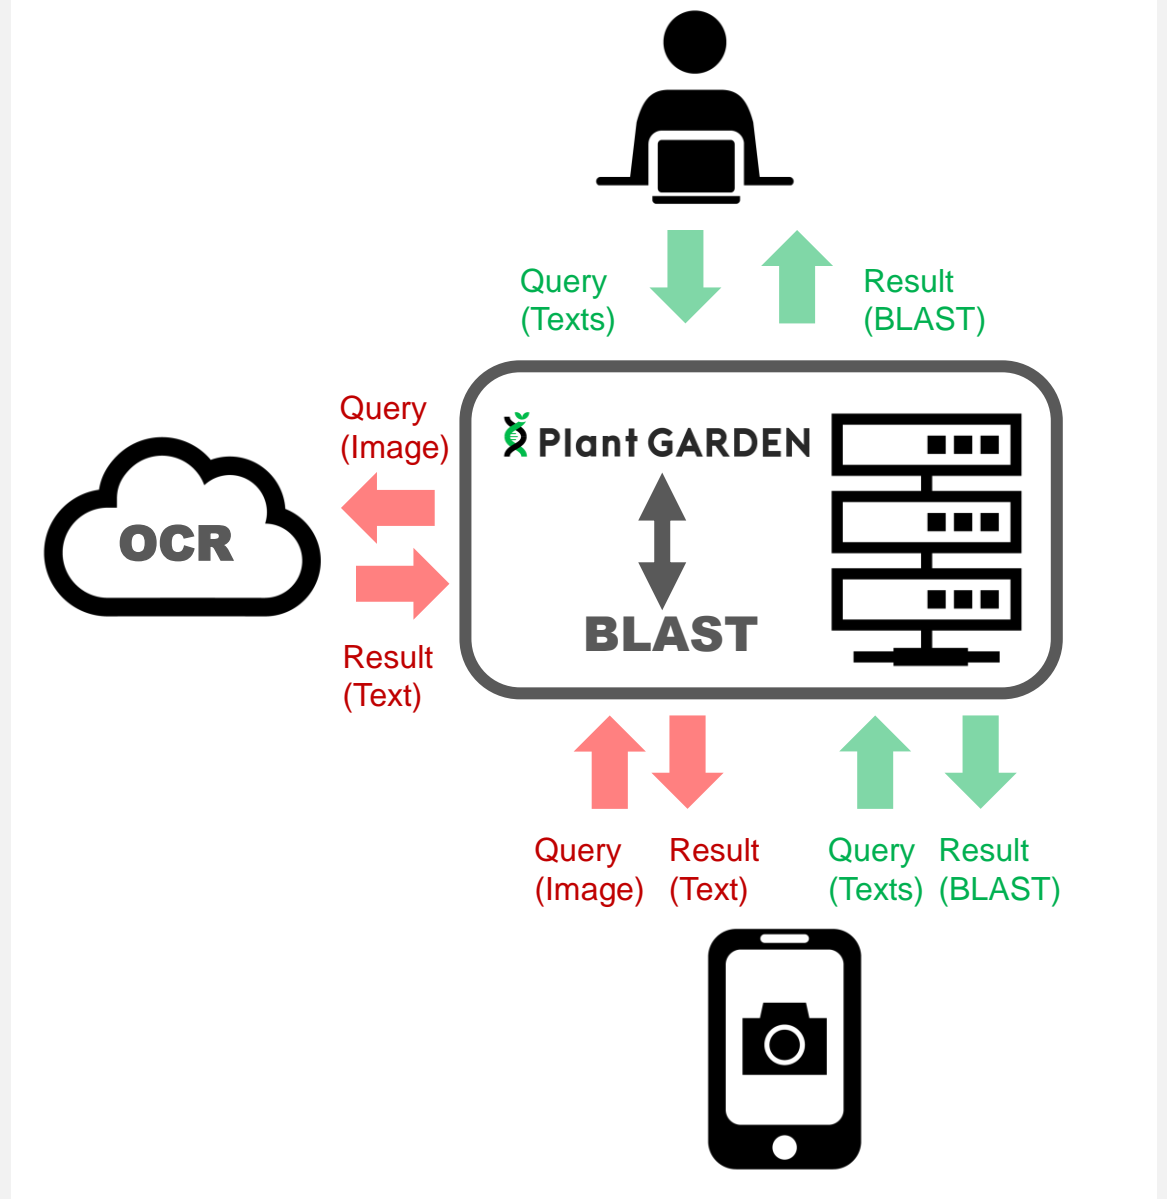 Query
(Texts)
Result
(BLAST)
Query
(Image)
Plant GARDEN
OCR
BLAST
Result
(Text)
Query
(Image)
Result
(Text)
Query
(Texts)
Result
(BLAST)